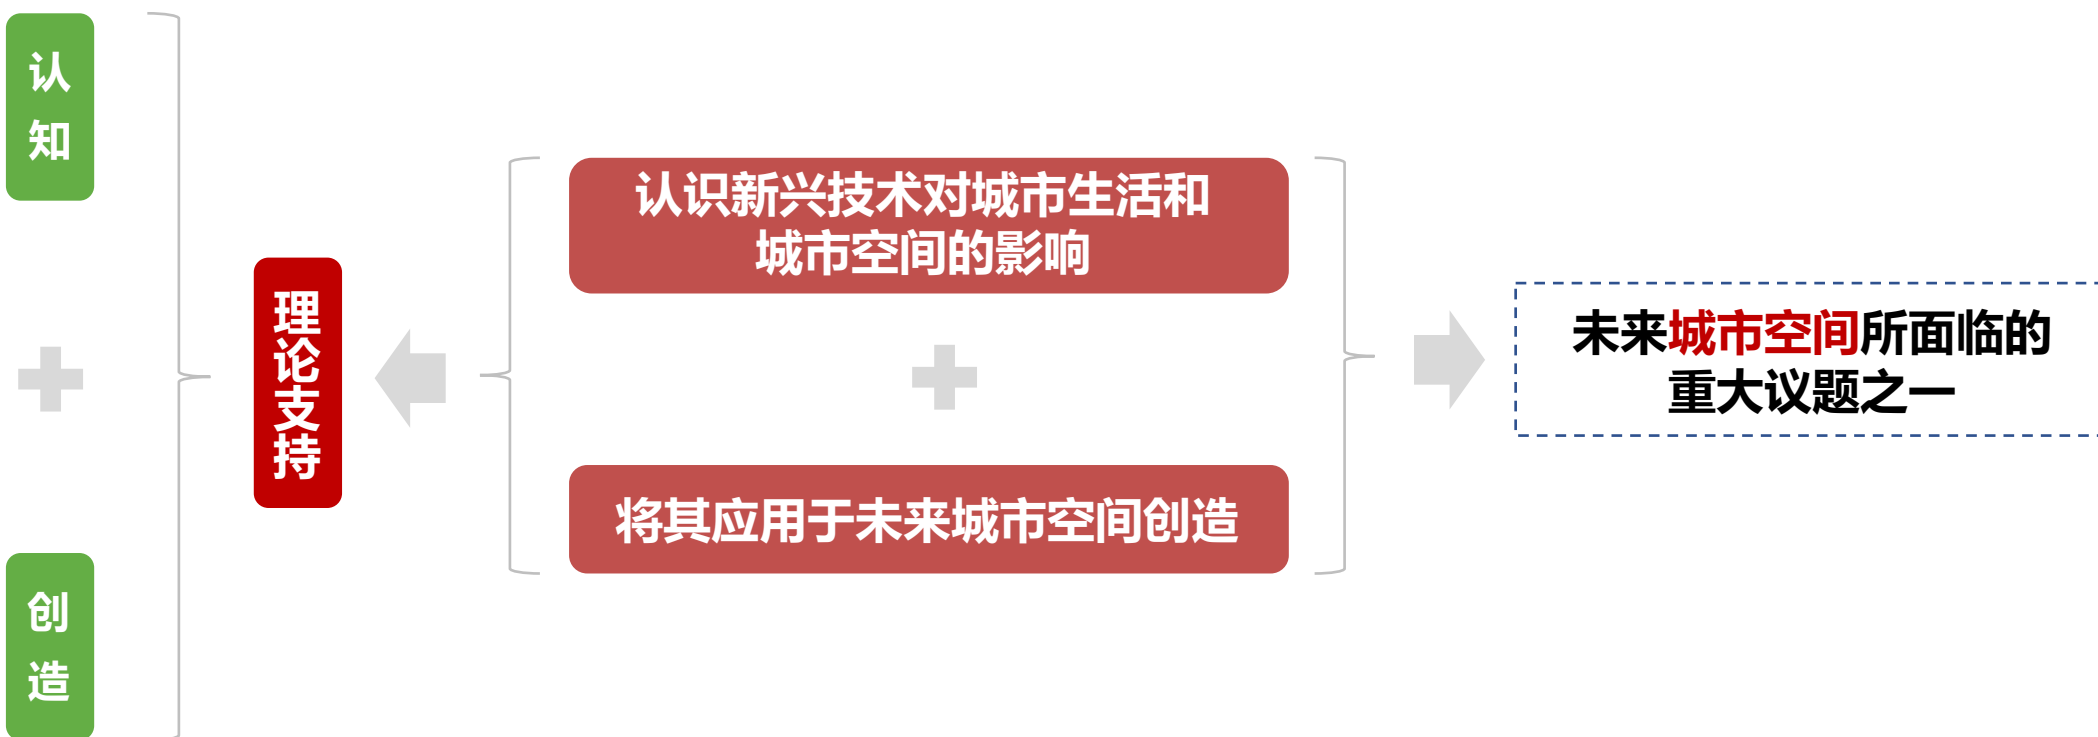 认知
理论支持
创造
认识新兴技术对城市生活和
城市空间的影响
将其应用于未来城市空间创造
未来城市空间所面临的
重大议题之一